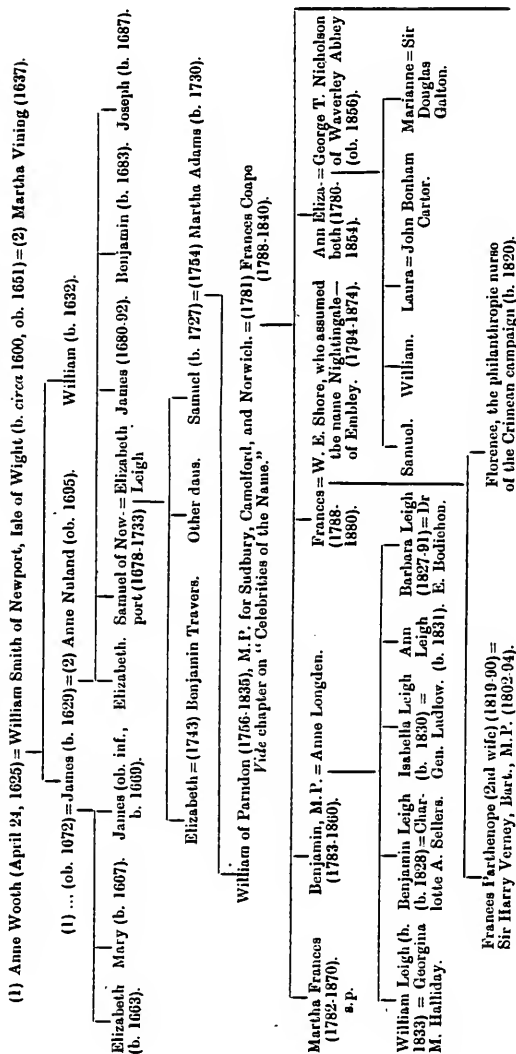 (1) Anne Wooth (April 24, 1625) = William Smith of Newport, Isle of Wight (b. circa 1600, ob. 1651) = (2) Martha Vining (1637).
(1) ... (ob. 1672) = James (b. 1629) = (2) Anne Nuland (ob. 1695).
William (b. 1632).
Elizabeth
(b. 1663).
Mary (b. 1667).
James (ob. inf.,
b. 1669).
Elizabeth.
Samuel of New- = Elizabeth
port (1678-1733) | Leigh
James (1680-92).
Benjamin (b. 1683).
Joseph (b. 1687).
Elizabeth = (1743) Benjamin Travers.
Other daus.
Samuel (b. 1727) = (1754) Martha Adams (b. 1730).
William of Parndon (1756-1835), M.P. for Sudbury, Camelford, and Norwich. = (1781) Frances Coape
Vide chapter on "Celebrities of the Name."
(1788-1840).
Martha Frances
(1782-1870).
s.p.
Benjamin, M.P. = Anne Longden.
(1783-1860).
Frances = W. E. Shore, who assumed
(1788-
1880).
the name Nightingale—
of Embley. (1794-1874).
Ann Eliza- = George T. Nicholson
beth (1780-
1854).
of Waverley Abbey
(ob. 1856).
William Leigh (b.
1833) = Georgina
M. Halliday.
Benjamin Leigh
(b. 1828) = Char-
lotte A. Sellers.
Isabella Leigh
(b. 1830) =
Gen. Ludlow.
Ann
Leigh
(b. 1831).
Barbara Leigh
(1827-91) = Dr
E. Bodichon.
Samuel.
William.
Laura = John Bonham
Carter.
Marianne = Sir
Douglas
Galton.
Frances Parthenope (2nd wife) (1819-90) =
Sir Harry Verney, Bart., M.P. (1802-94).
Florence, the philanthropic nurse
of the Crimean campaign (b. 1820).